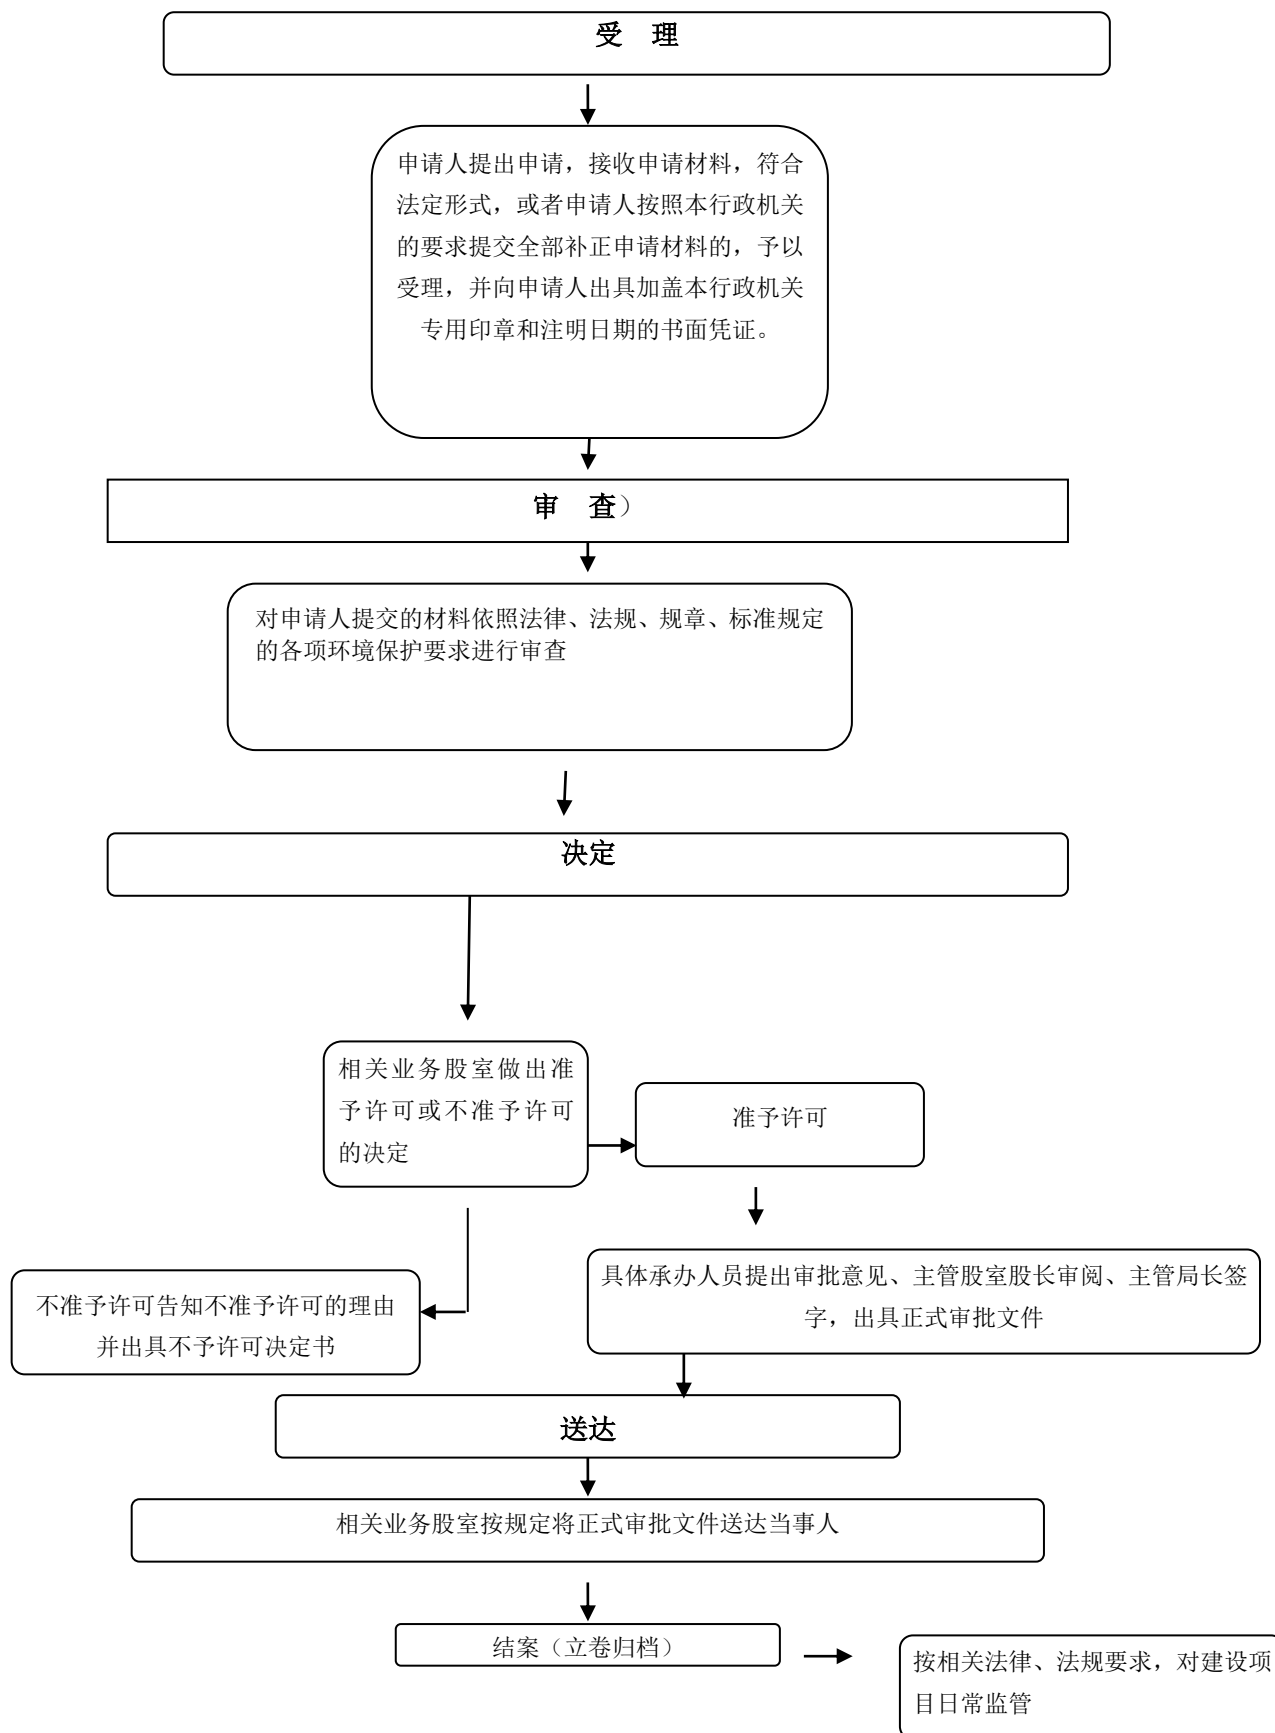 受 理
申请人提出申请，接收申请材料，符合
法定形式，或者申请人按照本行政机关
的要求提交全部补正申请材料的，予以
受理，并向申请人出具加盖本行政机关
专用印章和注明日期的书面凭证。
审 查）
对申请人提交的材料依照法律、法规、规章、标准规定
的各项环境保护要求进行审查
决定
相关业务股室做出准
予许可或不准予许可
的决定
准予许可
不准予许可告知不准予许可的理由
并出具不予许可决定书
具体承办人员提出审批意见、主管股室股长审阅、主管局长签
字，出具正式审批文件
送达
相关业务股室按规定将正式审批文件送达当事人
结案（立卷归档）
按相关法律、法规要求，对建设项
目日常监管